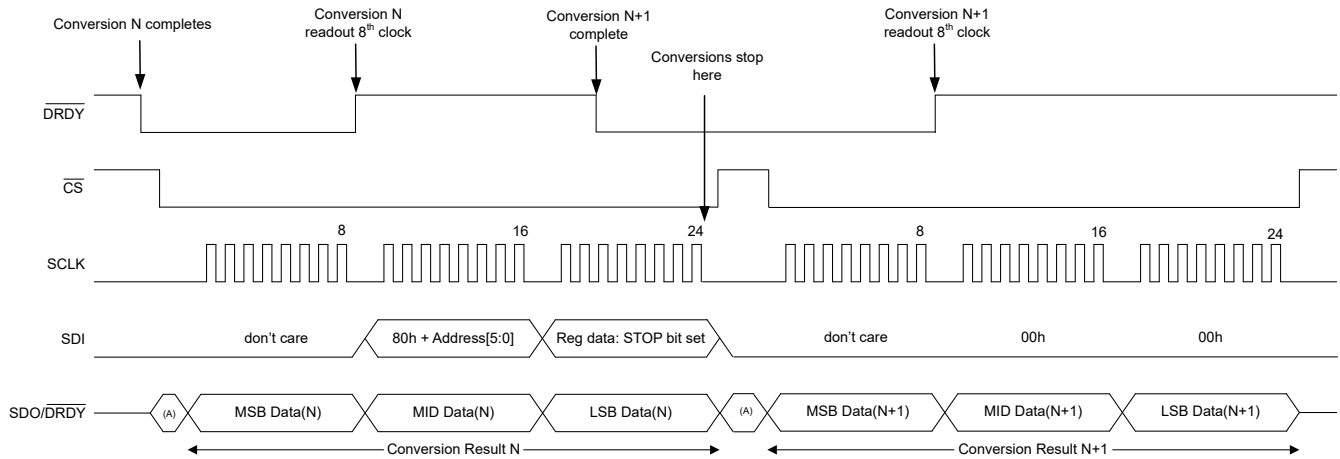 Conversion N completes
Conversion N
readout 8th clock
Conversion N+1
complete
Conversions stop
here
Conversion N+1
readout 8th clock
DRDY
CS
8
16
24
8
16
24
SCLK
SDI
don't care
80h + Address[5:0]
Reg data: STOP bit set
don't care
00h
00h
SDO/DRDY
(A)
MSB Data(N)
MID Data(N)
LSB Data(N)
(A)
MSB Data(N+1)
MID Data(N+1)
LSB Data(N+1)
Conversion Result N
Conversion Result N+1